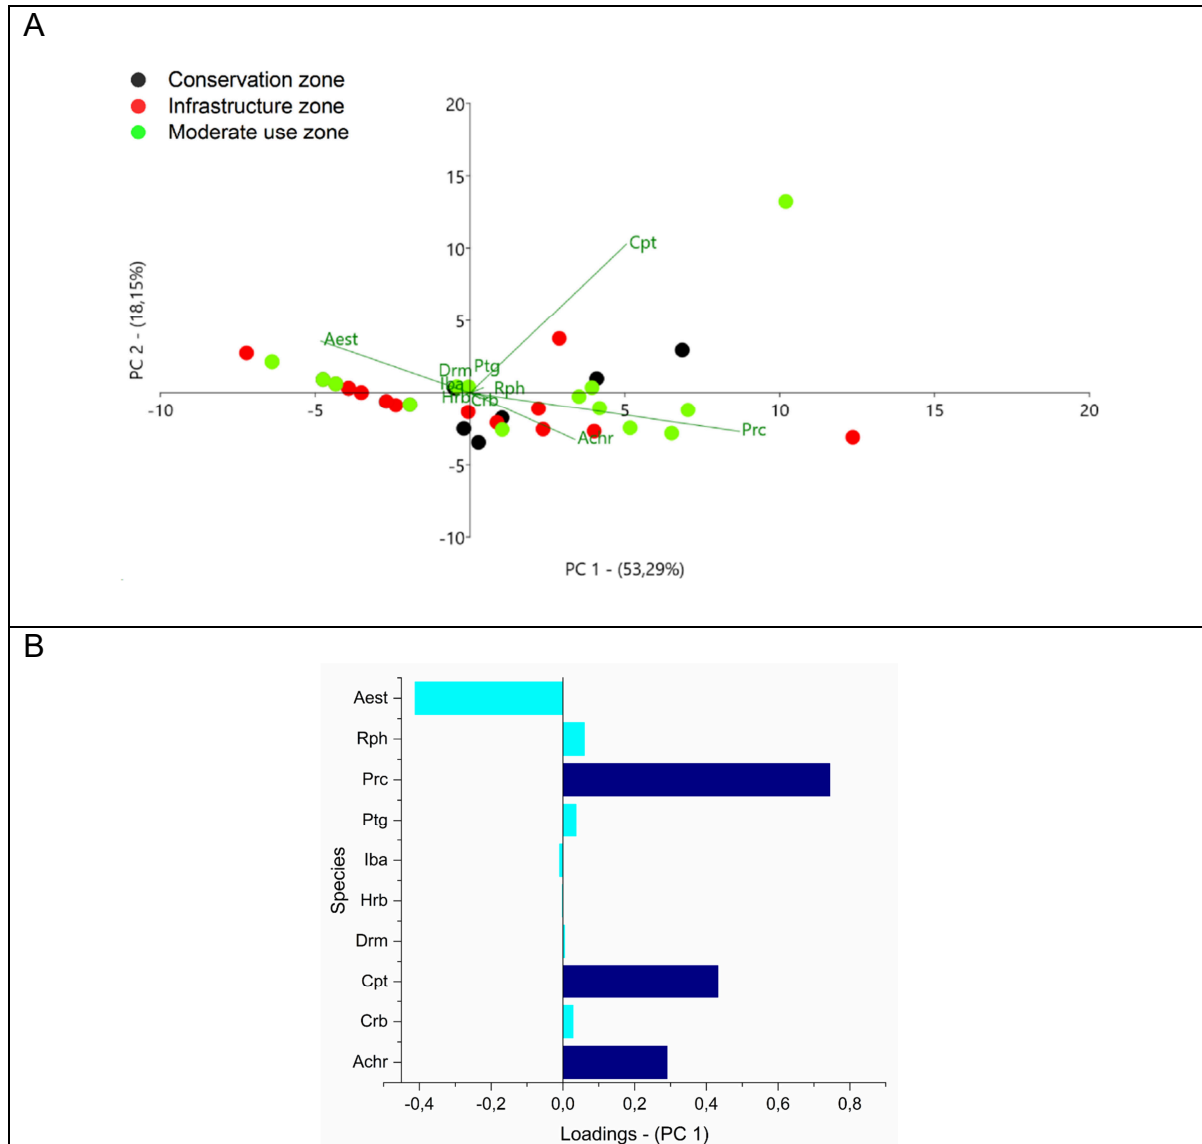 A
Conservation zone
Infrastructure zone
Moderate use zone
20
15
10
5
-5
-10
-10
-5
5
10
15
20
PC 2 - (18,15%)
PC 1 - (53,29%)
Cpt
Aest
Drm
Ptg
Iba
Rph
Hrb
Crb
Achr
Prc
B
Species
Aest
Rph
Prc
Ptg
Iba
Hrb
Drm
Cpt
Crb
Achr
-0,4 -0,2 0,0 0,2 0,4 0,6 0,8
Loadings - (PC 1)